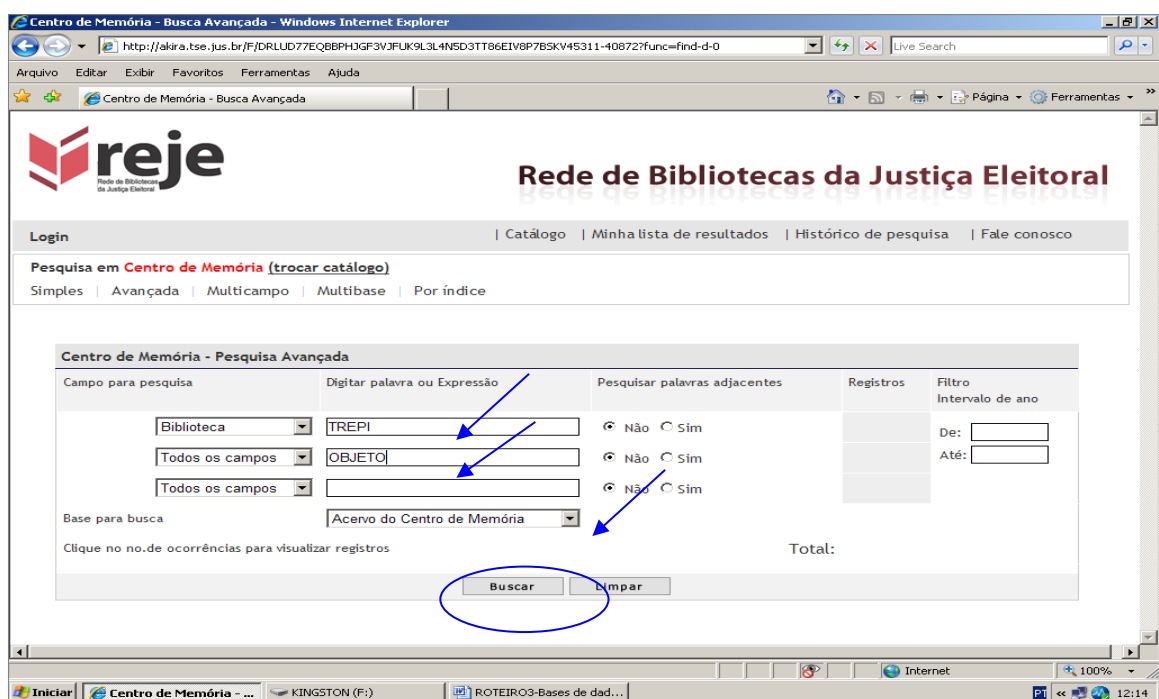 Centro de Memória - Busca Avançada - Windows Internet Explorer
http://akira.tse.jus.br/F/DRLUD77EQBBPHJGF3VJFUK9L3L4N5D3TT86EIV8P7BSKV45311-40872?func=find-d-0
Live Search
Arquivo Editar Exibir Favoritos Ferramentas Ajuda
Centro de Memória - Busca Avançada
Página Ferramentas
reje
Rede de Bibliotecas
da Justiça Eleitoral
Rede de Bibliotecas da Justiça Eleitoral
Login | Catálogo | Minha lista de resultados | Histórico de pesquisa | Fale conosco
Pesquisa em Centro de Memória (trocar catálogo)
Simples | Avançada | Multicampo | Multibase | Por índice
Centro de Memória - Pesquisa Avançada
Campo para pesquisa Digitar palavra ou Expressão Pesquisar palavras adjacentes Registros Filtro
Intervalo de ano
Biblioteca TREPI Não Sim De:
Todos os campos OBJETO Não Sim Até:
Todos os campos Não Sim
Base para busca Acervo do Centro de Memória
Clique no no.de ocorrências para visualizar registros Total:
Buscar Limpar
Internet 100%
Iniciar Centro de Memória - ... KINGSTON (F:) ROTEIRO3-Bases de dad... PT 12:14